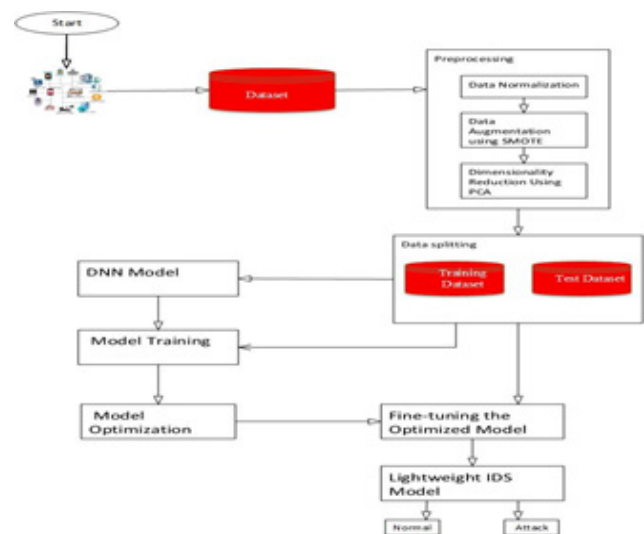 Start
Dataset
Preprocessing
Data Normalization
Data
Augmentation
using SMOTE
Dimensionality
Reduction Using
PCA
Data splitting
Training
Dataset
Test Dataset
DNN Model
Model Training
Model
Optimization
Fine-tuning the
Optimized Model
Lightweight IDS
Model
Normal
Attack